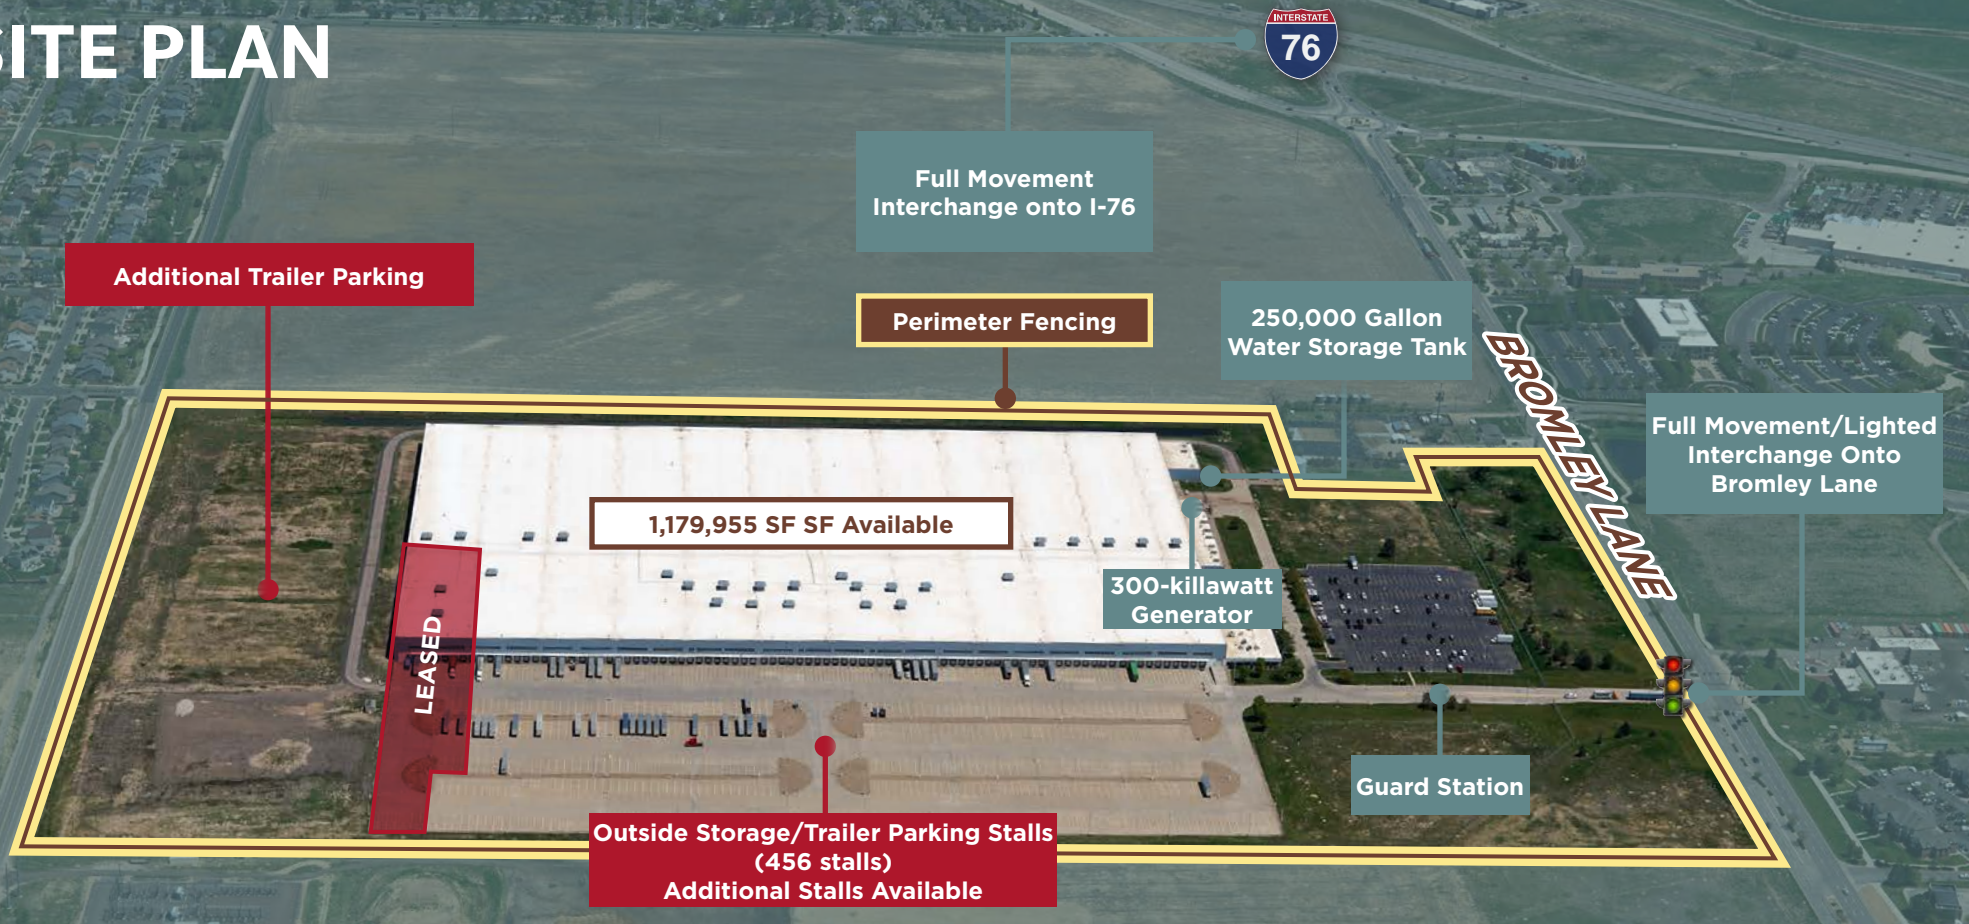 SITE PLAN
INTERSTATE
76
Full Movement
Interchange onto I-76
Additional Trailer Parking
Perimeter Fencing
250,000 Gallon
Water Storage Tank
BROMLEY LANE
Full Movement/Lighted
Interchange Onto
Bromley Lane
1,179,955 SF SF Available
300-killawatt
Generator
LEASED
Guard Station
Outside Storage/Trailer Parking Stalls
(456 stalls)
Additional Stalls Available